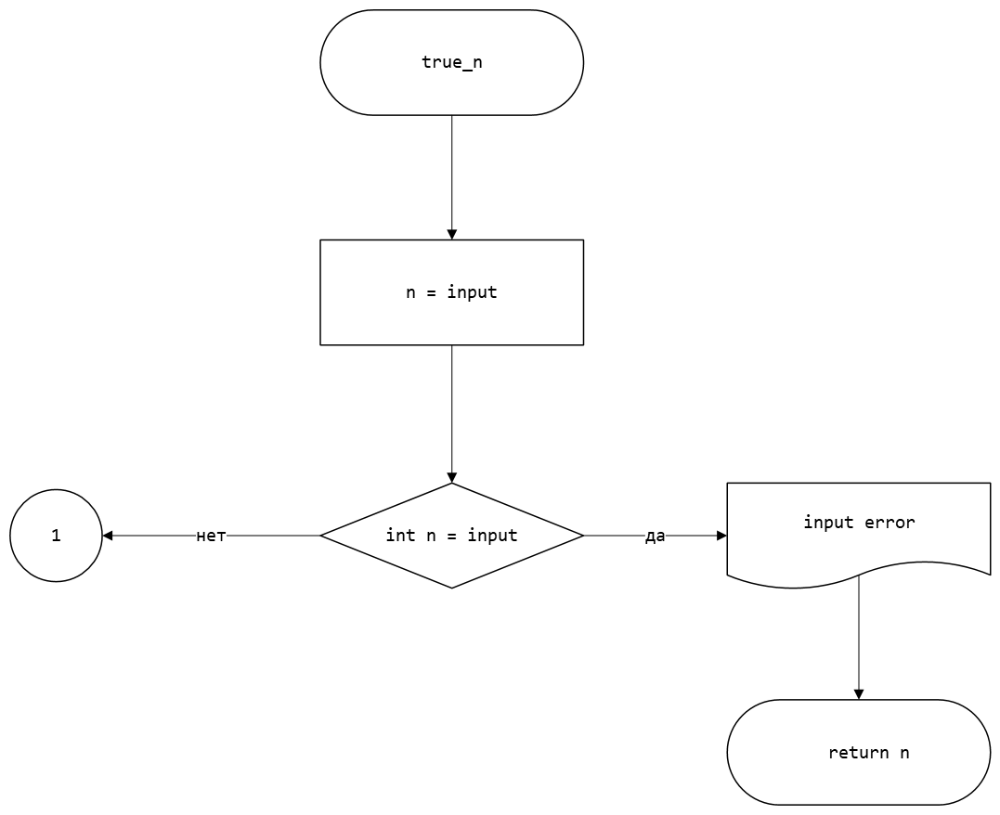 true_n
n = input
1
нет
int n = input
да
input error
return n